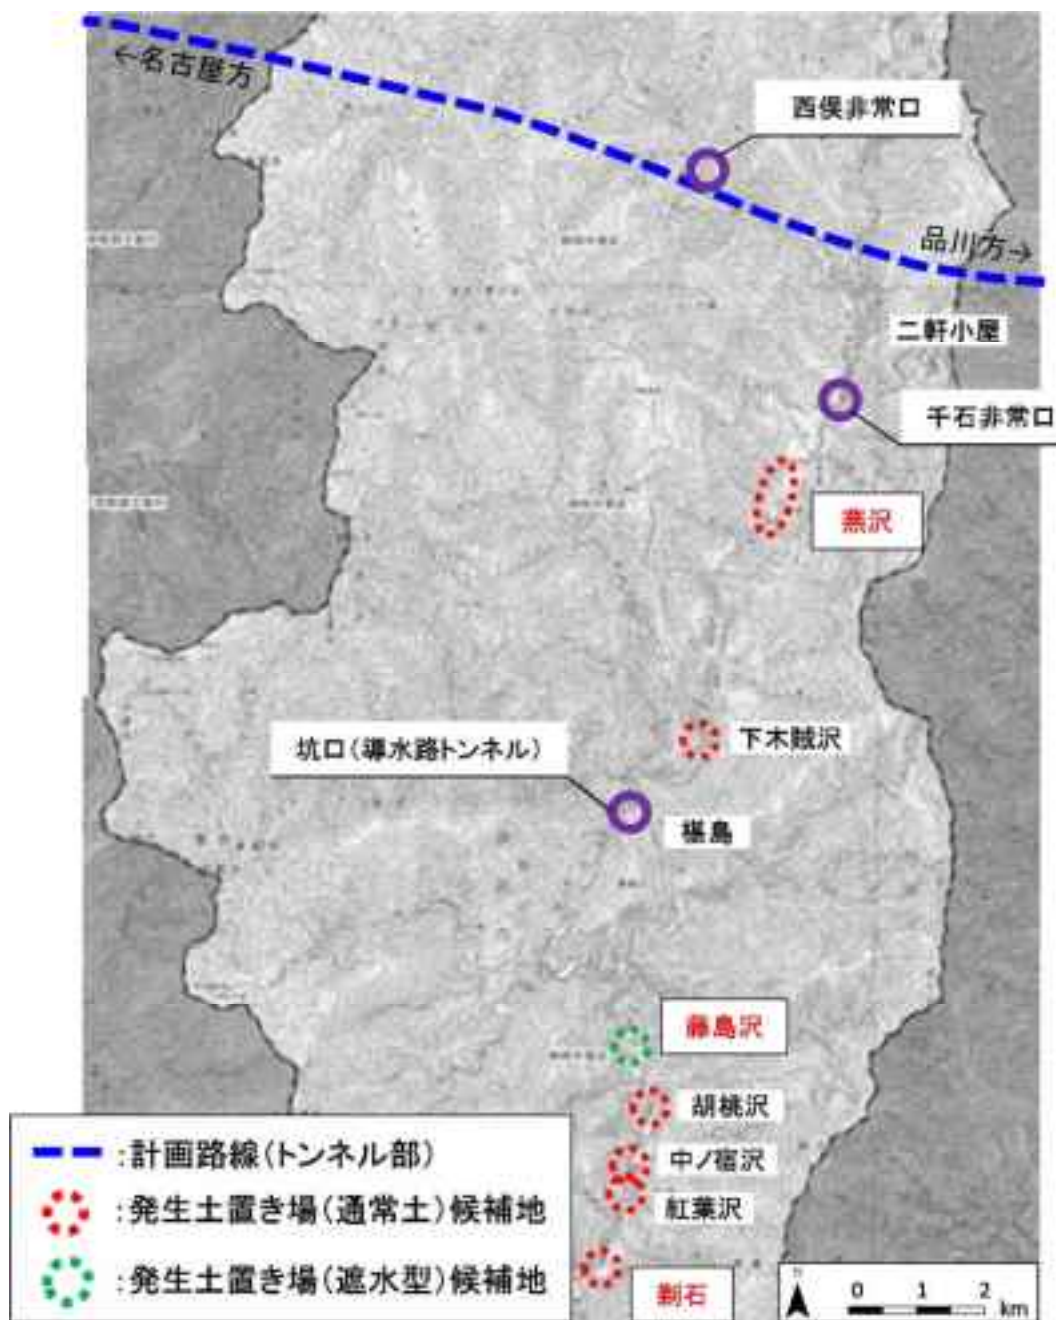 ←名古屋方
西俣非常口
品川方→
二軒小屋
千石非常口
燕沢
下木賊沢
坑口(導水路トンネル)
椹島
藤島沢
胡桃沢
中ノ宿沢
紅葉沢
剃石
:計画路線(トンネル部)
:発生土置き場(通常土)候補地
:発生土置き場(遮水型)候補地
N
0 1 2
km